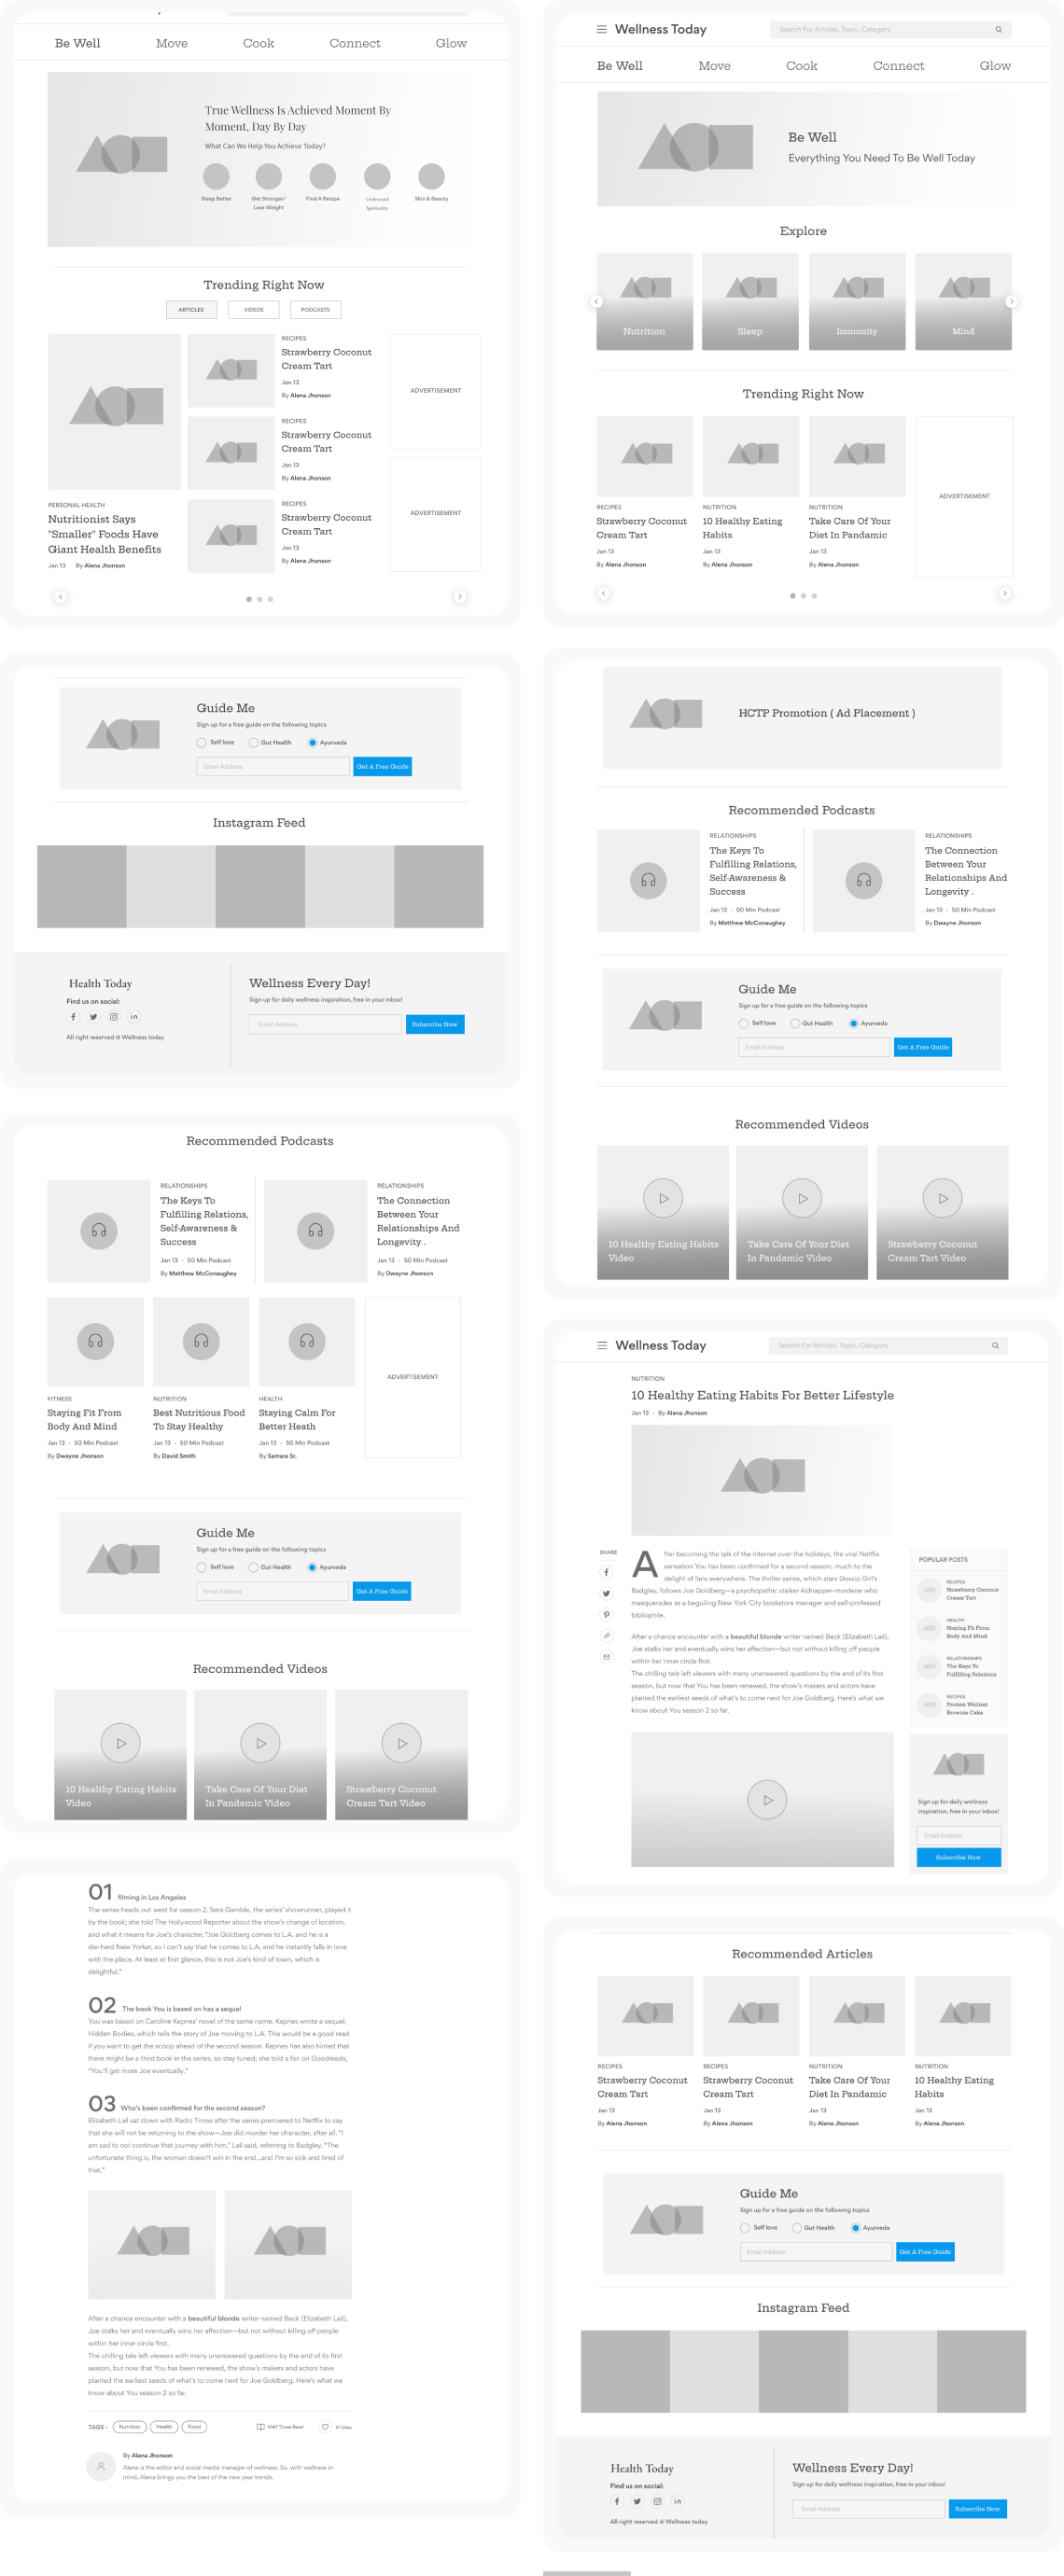 Be Well
Move
Cook
Connect
Glow
True Wellness Is Achieved Moment By
Moment, Day By Day
What Can We Help You Achieve Today?
Sleep Better
Get Stronger/
Lose Weight
Find A Recipe
Understand
Spirituality
Skin & Beauty
Trending Right Now
ARTICLES
VIDEOS
PODCASTS
PERSONAL HEALTH
Nutritionist Says
"Smaller" Foods Have
Giant Health Benefits
Jan 13 By Alena Jhonson
RECIPES
Strawberry Coconut
Cream Tart
Jan 13
By Alena Jhonson
RECIPES
Strawberry Coconut
Cream Tart
Jan 13
By Alena Jhonson
RECIPES
Strawberry Coconut
Cream Tart
Jan 13
By Alena Jhonson
ADVERTISEMENT
ADVERTISEMENT
Guide Me
Sign up for a free guide on the following topics
Self love
Gut Health
Ayurveda
Email Address
Get A Free Guide
Instagram Feed
Health Today
Find us on social:
All right reserved @ Wellness today
Wellness Every Day!
Sign up for daily wellness inspiration, free in your inbox!
Email Address
Subscribe Now
Recommended Podcasts
RELATIONSHIPS
The Keys To
Fulfilling Relations,
Self-Awareness &
Success
Jan 13 - 50 Min Podcast
By Matthew McConaughey
RELATIONSHIPS
The Connection
Between Your
Relationships And
Longevity .
Jan 13 - 50 Min Podcast
By Dwayne Jhonson
FITNESS
Staying Fit From
Body And Mind
Jan 13 - 50 Min Podcast
By Dwayne Jhonson
NUTRITION
Best Nutritious Food
To Stay Healthy
Jan 13 - 50 Min Podcast
By David Smith
HEALTH
Staying Calm For
Better Heath
Jan 13 - 50 Min Podcast
By Samara Sr.
ADVERTISEMENT
Guide Me
Sign up for a free guide on the following topics
Self love
Gut Health
Ayurveda
Email Address
Get A Free Guide
Recommended Videos
10 Healthy Eating Habits
Video
Take Care Of Your Diet
In Pandamic Video
Strawberry Coconut
Cream Tart Video
01 filming in Los Angeles
The series heads out west for season 2. Sera Gamble, the series' showrunner, played it
by the book; she told The Hollywood Reporter about the show's change of location,
and what it means for Joe's character. "Joe Goldberg comes to L.A. and he is a
die-hard New Yorker, so I can't say that he comes to L.A. and he instantly falls in love
with the place. At least at first glance, this is not Joe's kind of town, which is
delightful."
02 The book You is based on has a sequel
You was based on Caroline Kepnes' novel of the same name. Kepnes wrote a sequel,
Hidden Bodies, which tells the story of Joe moving to L.A. This would be a good read
if you want to get the scoop ahead of the second season. Kepnes has also hinted that
there might be a third book in the series, so stay tuned; she told a fan on Goodreads,
"You'll get more Joe eventually."
03 Who's been confirmed for the second season?
Elizabeth Lail sat down with Radio Times after the series premiered to Netflix to say
that she will not be returning to the show—Joe did murder her character, after all. "I
am sad to not continue that journey with him," Lail said, referring to Badgley. "The
unfortunate thing is, the woman doesn't win in the end...and I'm so sick and tired of
that."
After a chance encounter with a beautiful blonde writer named Beck (Elizabeth Lail),
Joe stalks her and eventually wins her affection—but not without killing off people
within her inner circle first.
The chilling tale left viewers with many unanswered questions by the end of its first
season, but now that You has been renewed, the show's makers and actors have
planted the earliest seeds of what's to come next for Joe Goldberg. Here's what we
know about You season 2 so far.
TAGS -
Nutrition
Health
Food
1047 Times Read
21 Likes
By Alena Jhonson
Alena is the editor and social media manager of wellness. So, with wellness in
mind, Alena brings you the best of the new year trends.
Wellness Today
Search For Articles, Topic, Category
Be Well
Move
Cook
Connect
Glow
Be Well
Everything You Need To Be Well Today
Explore
Nutrition
Sleep
Immunity
Mind
Trending Right Now
RECIPES
Strawberry Coconut
Cream Tart
Jan 13
By Alena Jhonson
NUTRITION
10 Healthy Eating
Habits
Jan 13
By Alena Jhonson
NUTRITION
Take Care Of Your
Diet In Pandamic
Jan 13
By Alena Jhonson
ADVERTISEMENT
HCTP Promotion ( Ad Placement )
Recommended Podcasts
RELATIONSHIPS
The Keys To
Fulfilling Relations,
Self-Awareness &
Success
Jan 13 - 50 Min Podcast
By Matthew McConaughey
RELATIONSHIPS
The Connection
Between Your
Relationships And
Longevity .
Jan 13 - 50 Min Podcast
By Dwayne Jhonson
Guide Me
Sign up for a free guide on the following topics
Self love
Gut Health
Ayurveda
Email Address
Get A Free Guide
Recommended Videos
10 Healthy Eating Habits
Video
Take Care Of Your Diet
In Pandamic Video
Strawberry Coconut
Cream Tart Video
Wellness Today
Search For Articles, Topic, Category
NUTRITION
10 Healthy Eating Habits For Better Lifestyle
Jan 13 - By Alena Jhonson
SHARE
After becoming the talk of the internet over the holidays, the viral Netflix
sensation You has been confirmed for a second season, much to the
delight of fans everywhere. The thriller series, which stars Gossip Girl's
Badgley, follows Joe Goldberg—a psychopathic stalker-kidnapper-murderer who
masquerades as a beguiling New York City bookstore manager and self-professed
bibliophile.
After a chance encounter with a beautiful blonde writer named Beck (Elizabeth Lail),
Joe stalks her and eventually wins her affection—but not without killing off people
within her inner circle first.
The chilling tale left viewers with many unanswered questions by the end of its first
season, but now that You has been renewed, the show's makers and actors have
planted the earliest seeds of what's to come next for Joe Goldberg. Here's what we
know about You season 2 so far.
POPULAR POSTS
RECIPES
Strawberry Coconut
Cream Tart
HEALTH
Staying Fit From
Body And Mind
RELATIONSHIPS
The Keys To
Fulfilling Relations
RECIPES
Protien Wallnut
Brownie Cake
Sign up for daily wellness
inspiration, free in your inbox!
Email Address
Subscribe Now
Recommended Articles
RECIPES
Strawberry Coconut
Cream Tart
Jan 13
By Alena Jhonson
RECIPES
Strawberry Coconut
Cream Tart
Jan 13
By Alena Jhonson
NUTRITION
Take Care Of Your
Diet In Pandamic
Jan 13
By Alena Jhonson
NUTRITION
10 Healthy Eating
Habits
Jan 13
By Alena Jhonson
Guide Me
Sign up for a free guide on the following topics
Self love
Gut Health
Ayurveda
Email Address
Get A Free Guide
Instagram Feed
Health Today
Find us on social:
All right reserved @ Wellness today
Wellness Every Day!
Sign up for daily wellness inspiration, free in your inbox!
Email Address
Subscribe Now